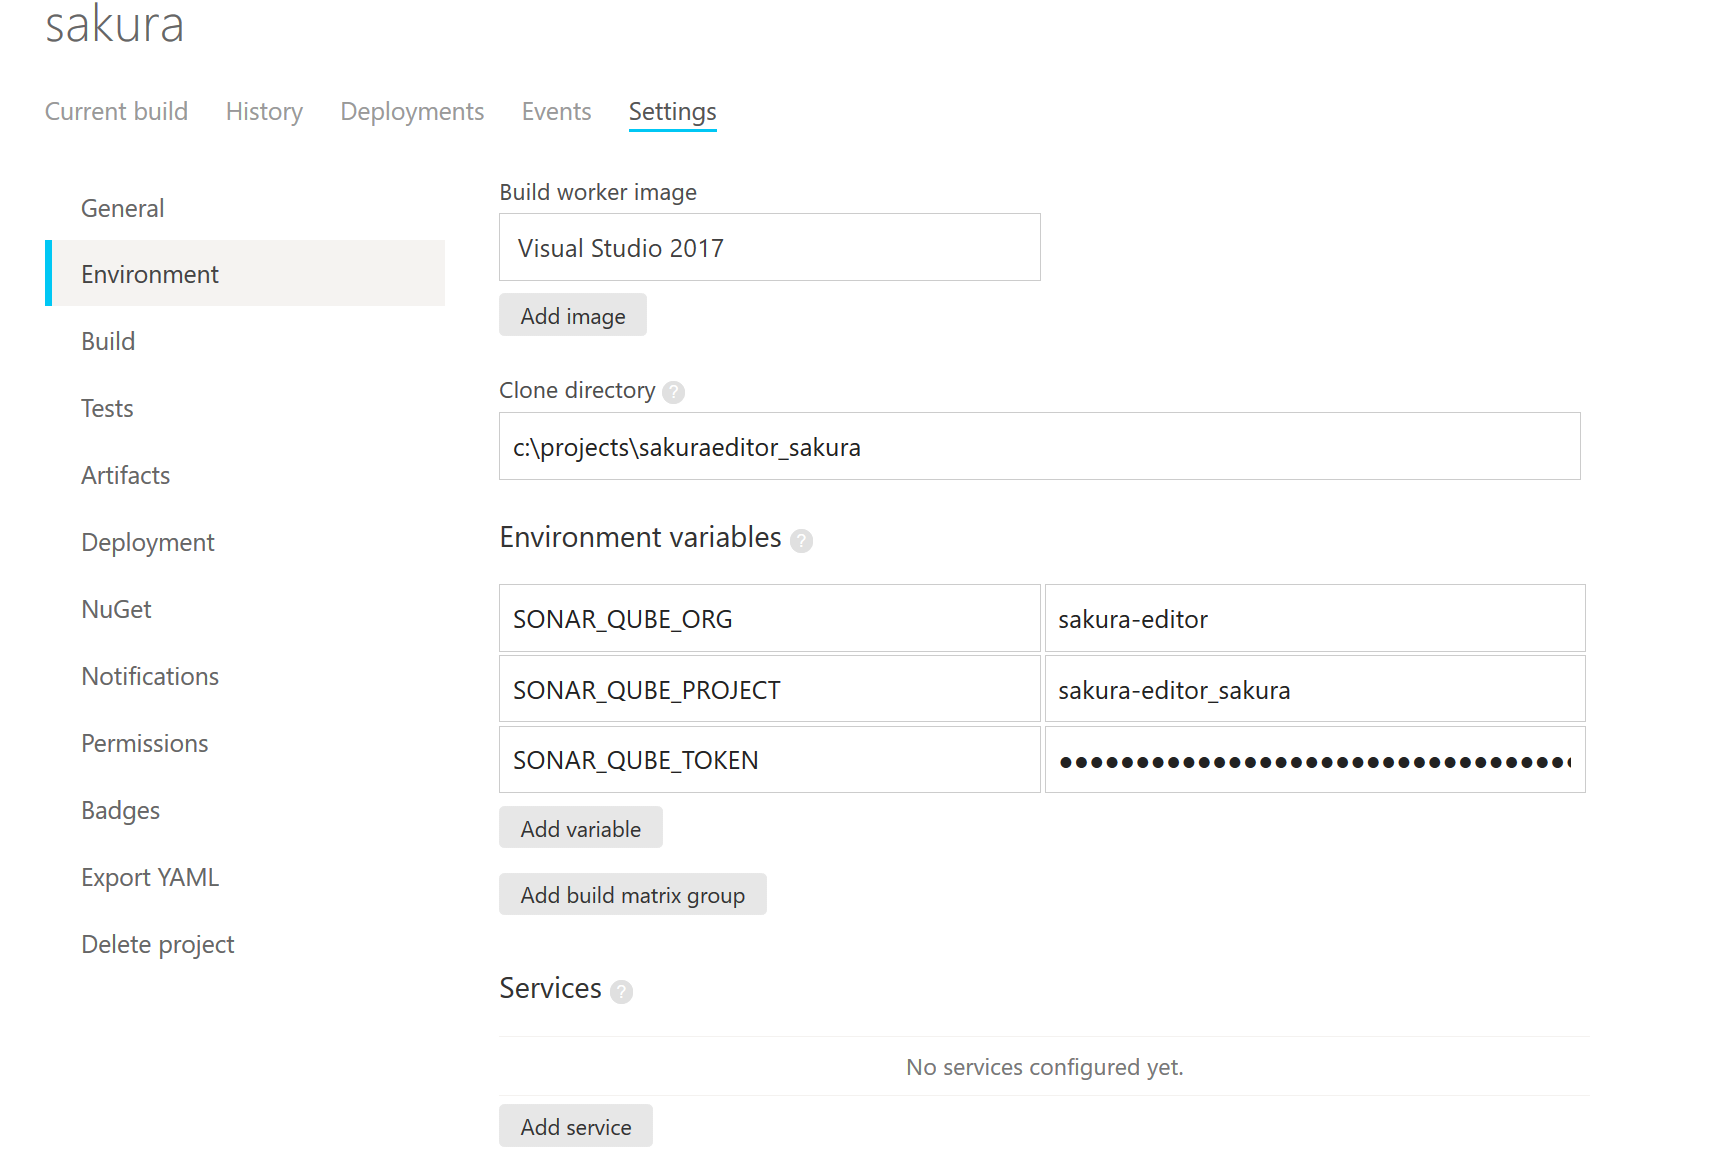 sakura
Current build History Deployments Events Settings
General
Environment
Build
Tests
Artifacts
Deployment
NuGet
Notifications
Permissions
Badges
Export YAML
Delete project
Build worker image
Visual Studio 2017
Add image
Clone directory ?
c:\projects\sakuraeditor_sakura
Environment variables ?
SONAR_QUBE_ORG sakura-editor
SONAR_QUBE_PROJECT sakura-editor_sakura
SONAR_QUBE_TOKEN
Add variable
Add build matrix group
Services ?
No services configured yet.
Add service